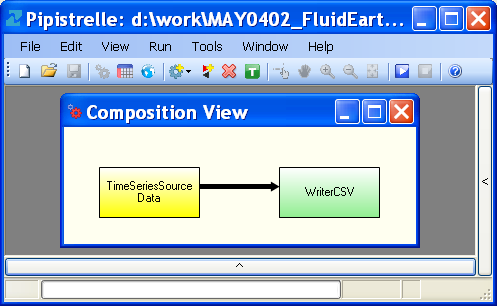 Pipistrelle: d:\work\MAY0402_FluidEart...
File Edit View Run Tools Window Help
Composition View
TimeSeriesSource
Data
WriterCSV